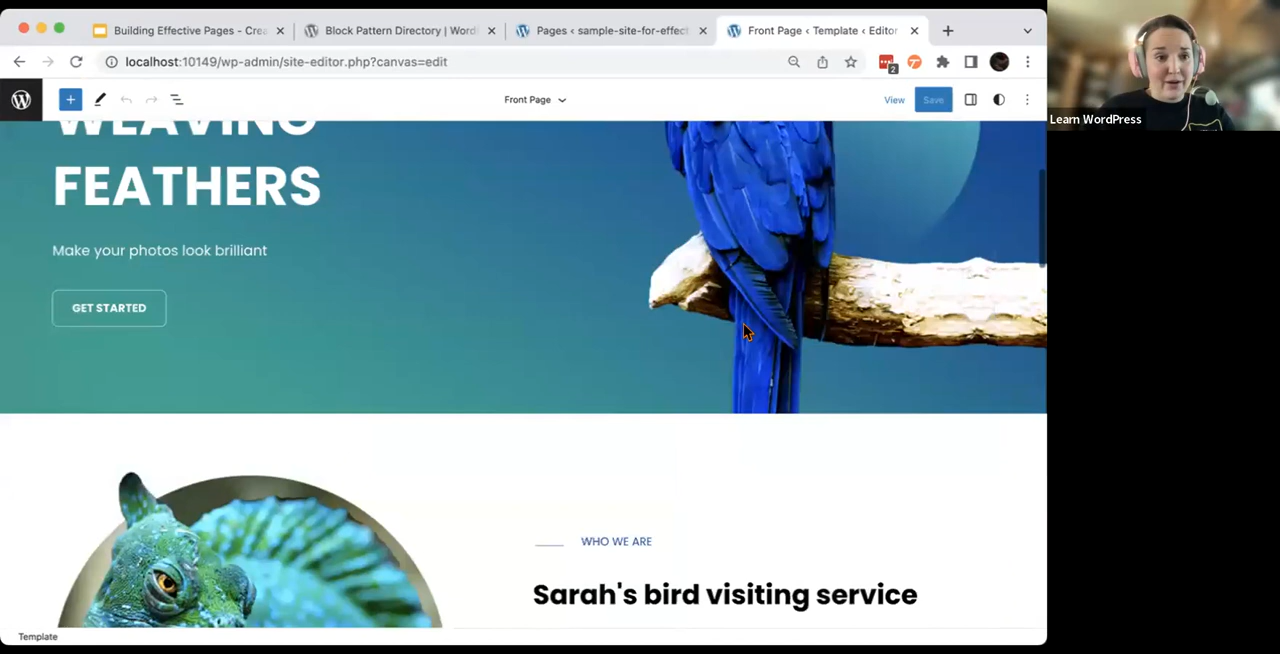 Building Effective Pages - Crea
Block Pattern Directory | Word
Pages ‹ sample-site-for-effect
Front Page ‹ Template ‹ Editor
localhost:10149/wp-admin/site-editor.php?canvas=edit
2
Front Page
View
Save
Learn WordPress
WEAVING
FEATHERS
Make your photos look brilliant
GET STARTED
WHO WE ARE
Sarah's bird visiting service
Template